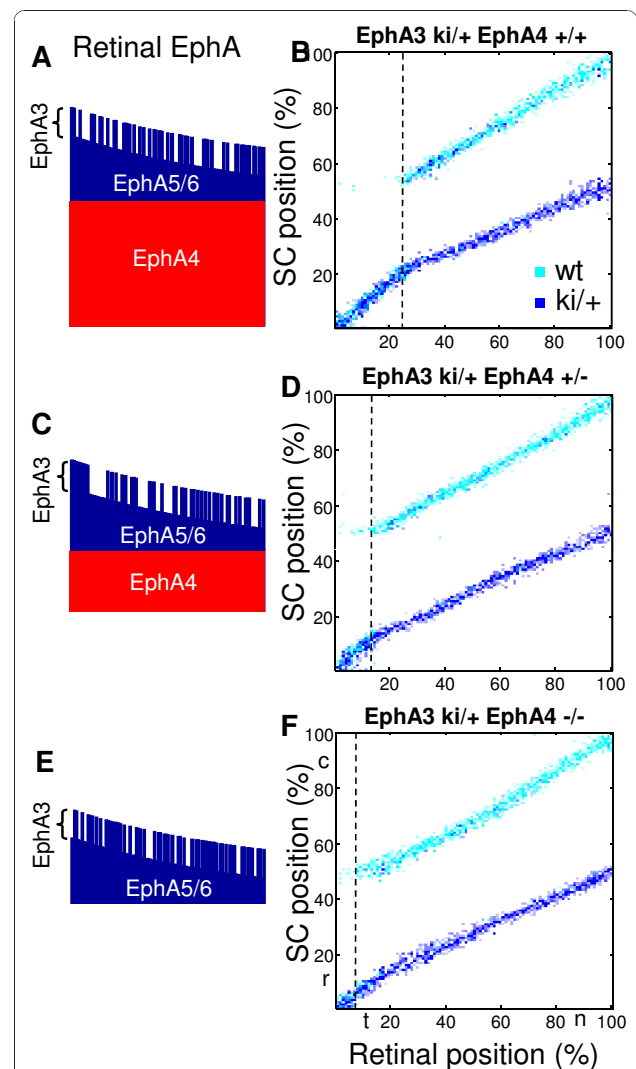 A
Retinal EphA
EphA3
EphA5/6
EphA4
B
EphA3 ki/+ EphA4 +/+
SC position (%)
100
80
60
40
20
wt
ki/+
20 40 60 80 100
C
EphA3
EphA5/6
EphA4
D
EphA3 ki/+ EphA4 +/-
SC position (%)
100
80
60
40
20
20 40 60 80 100
E
EphA3
EphA5/6
F
EphA3 ki/+ EphA4 -/-
SC position (%)
100
c
80
60
40
20
r
t 20 40 60 80 n 100
Retinal position (%)